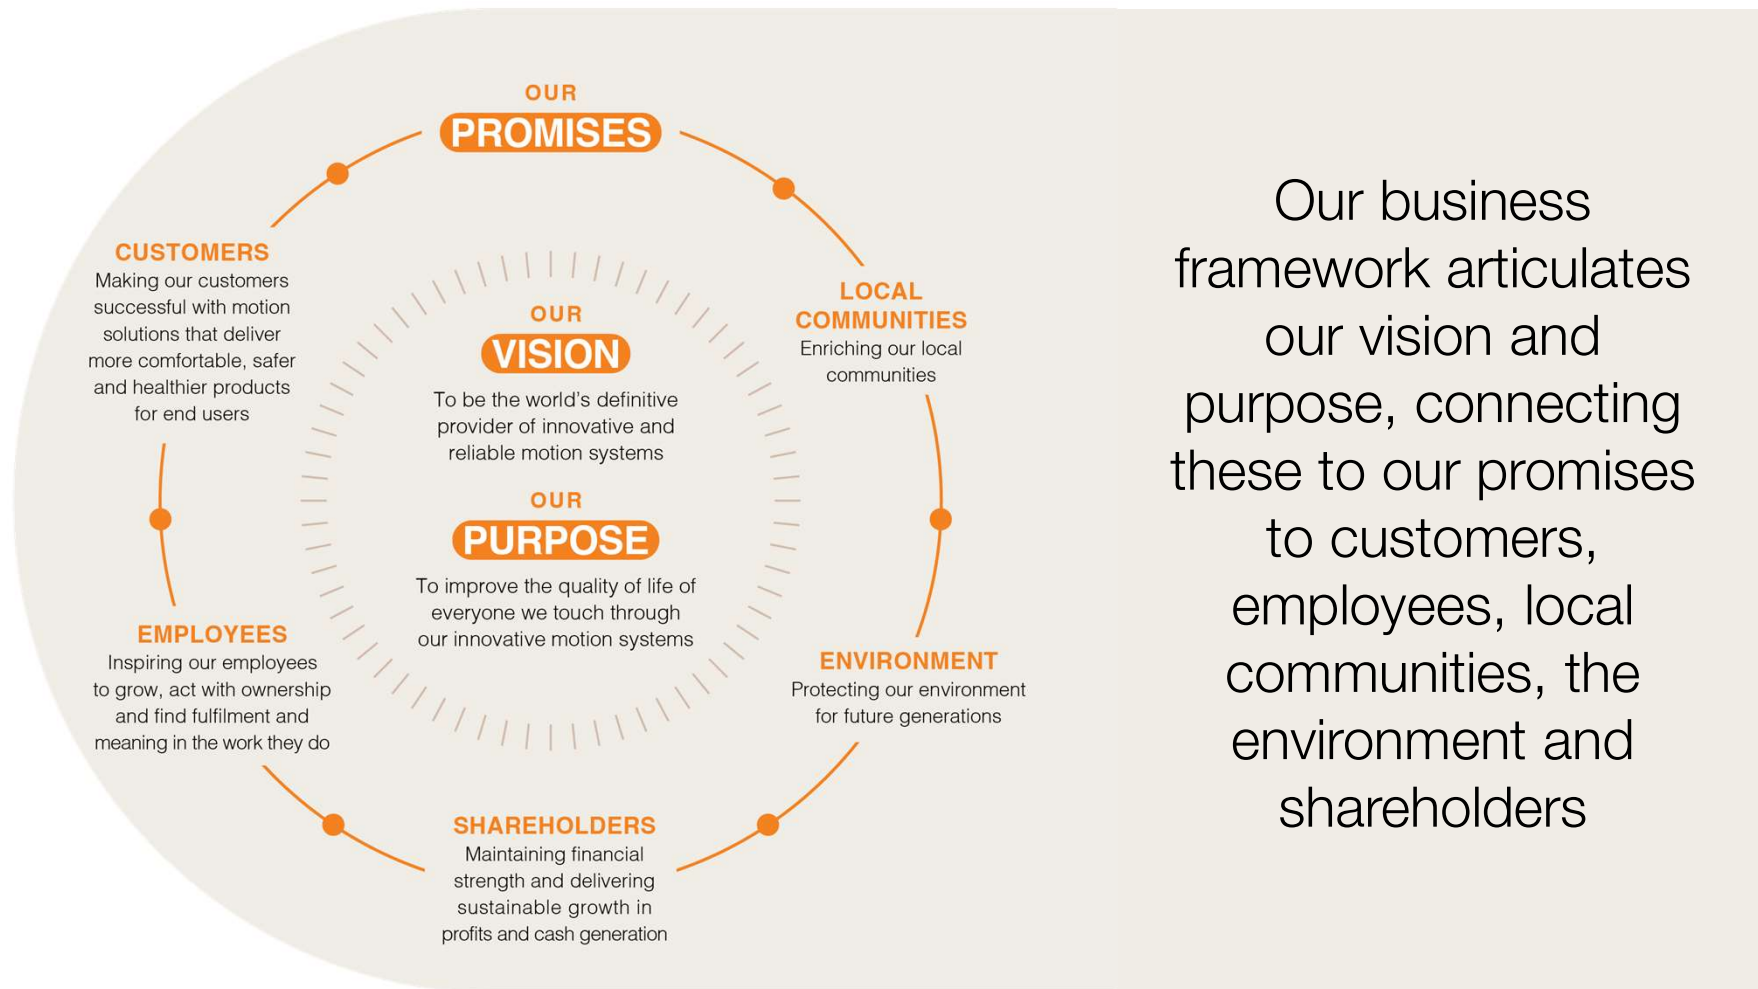 OUR
PROMISES
CUSTOMERS
Making our customers
successful with motion
solutions that deliver
more comfortable, safer
and healthier products
for end users
LOCAL
COMMUNITIES
Enriching our local
communities
OUR
VISION
To be the world’s definitive
provider of innovative and
reliable motion systems
OUR
PURPOSE
To improve the quality of life of
everyone we touch through
our innovative motion systems
EMPLOYEES
Inspiring our employees
to grow, act with ownership
and find fulfilment and
meaning in the work they do
ENVIRONMENT
Protecting our environment
for future generations
SHAREHOLDERS
Maintaining financial
strength and delivering
sustainable growth in
profits and cash generation
Our business
framework articulates
our vision and
purpose, connecting
these to our promises
to customers,
employees, local
communities, the
environment and
shareholders